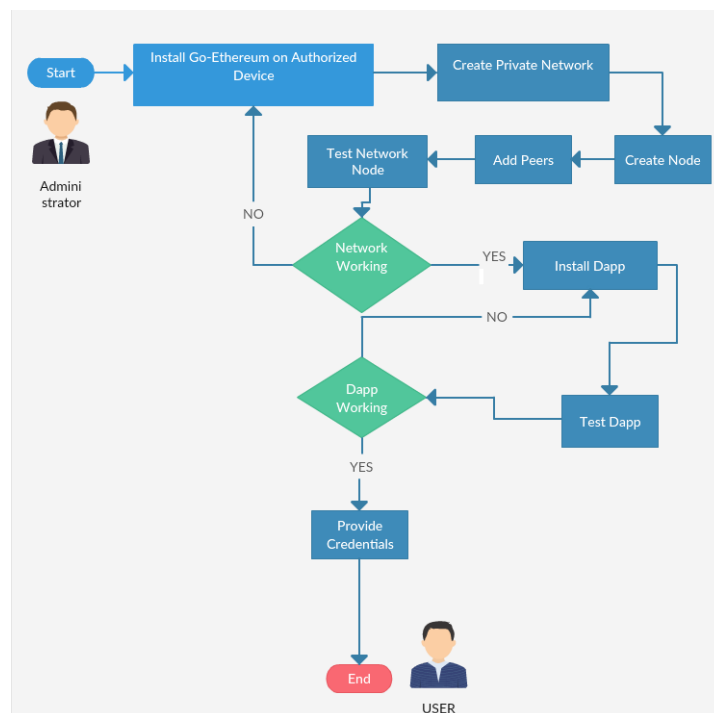 Start
Install Go-Ethereum on Authorized
Device
Create Private Network
Admini
strator
Test Network
Node
Add Peers
Create Node
NO
Network
Working
YES
Install Dapp
NO
Dapp
Working
Test Dapp
YES
Provide
Credentials
End
USER